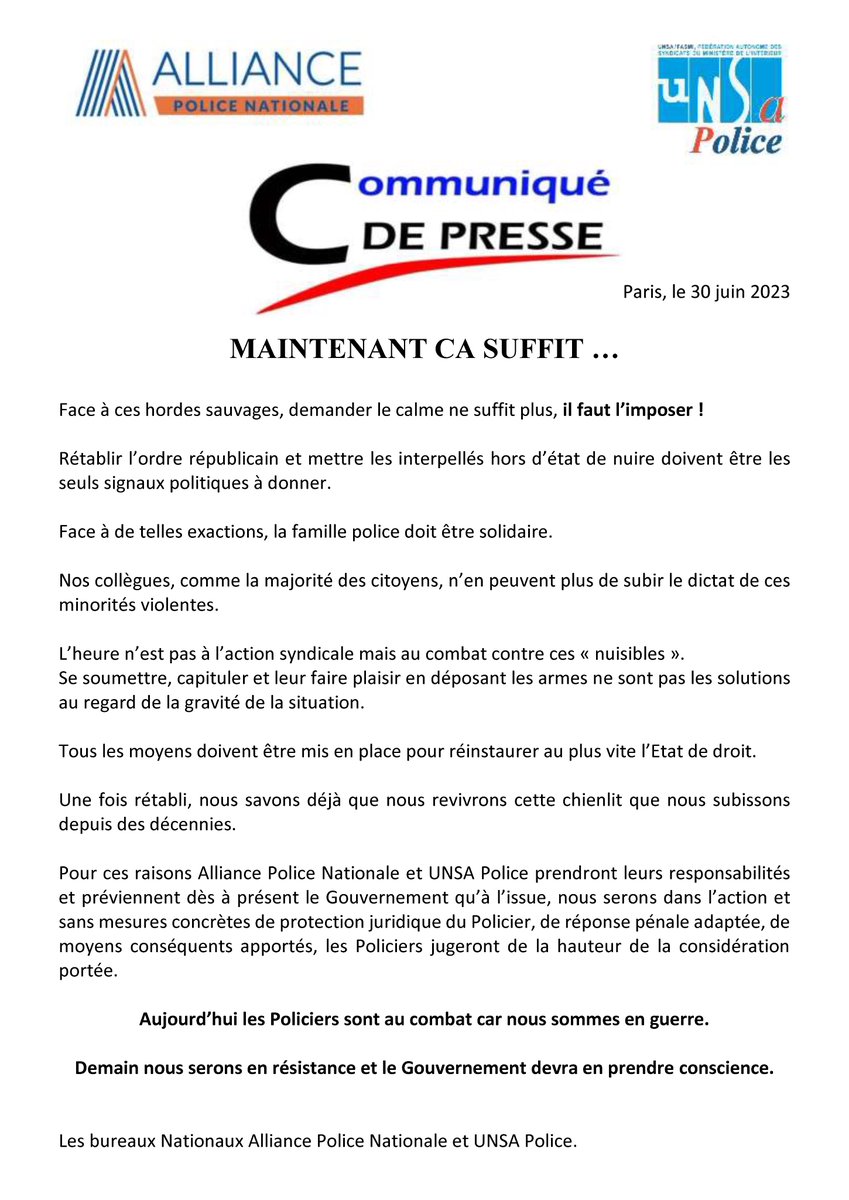 ALLIANCE
POLICE NATIONALE
UNSA/FASMI, FÉDÉRATION AUTONOME DES
SYNDICATS DU MINISTÈRE DE L'INTÉRIEUR
uNSa
Police
Communiqué
DE PRESSE
Paris, le 30 juin 2023
MAINTENANT CA SUFFIT …
Face à ces hordes sauvages, demander le calme ne suffit plus, il faut l’imposer !
Rétablir l’ordre républicain et mettre les interpellés hors d’état de nuire doivent être les
seuls signaux politiques à donner.
Face à de telles exactions, la famille police doit être solidaire.
Nos collègues, comme la majorité des citoyens, n’en peuvent plus de subir le dictat de ces
minorités violentes.
L’heure n’est pas à l’action syndicale mais au combat contre ces « nuisibles ».
Se soumettre, capituler et leur faire plaisir en déposant les armes ne sont pas les solutions
au regard de la gravité de la situation.
Tous les moyens doivent être mis en place pour réinstaurer au plus vite l’Etat de droit.
Une fois rétabli, nous savons déjà que nous revivrons cette chienlit que nous subissons
depuis des décennies.
Pour ces raisons Alliance Police Nationale et UNSA Police prendront leurs responsabilités
et préviennent dès à présent le Gouvernement qu’à l’issue, nous serons dans l’action et
sans mesures concrètes de protection juridique du Policier, de réponse pénale adaptée, de
moyens conséquents apportés, les Policiers jugeront de la hauteur de la considération
portée.
Aujourd’hui les Policiers sont au combat car nous sommes en guerre.
Demain nous serons en résistance et le Gouvernement devra en prendre conscience.
Les bureaux Nationaux Alliance Police Nationale et UNSA Police.